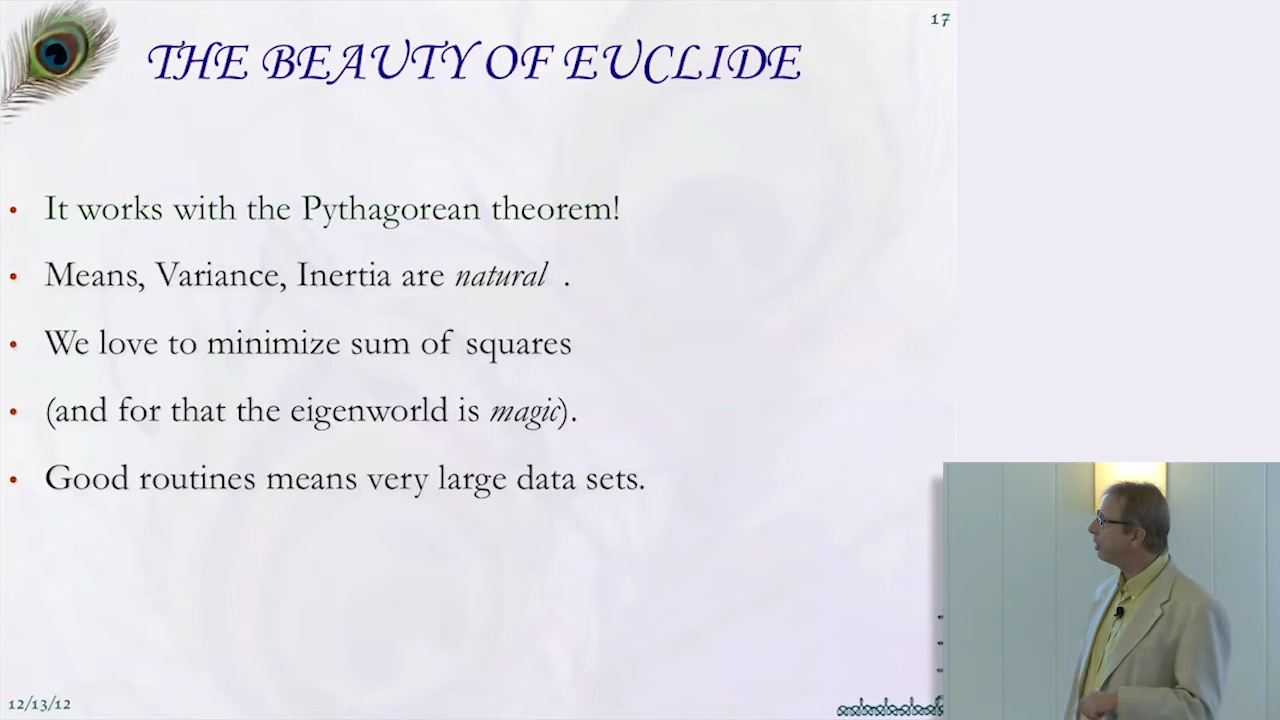 17
THE BEAUTY OF EUCLIDE
• It works with the Pythagorean theorem!
• Means, Variance, Inertia are natural .
• We love to minimize sum of squares
• (and for that the eigenworld is magic).
• Good routines means very large data sets.
12/13/12